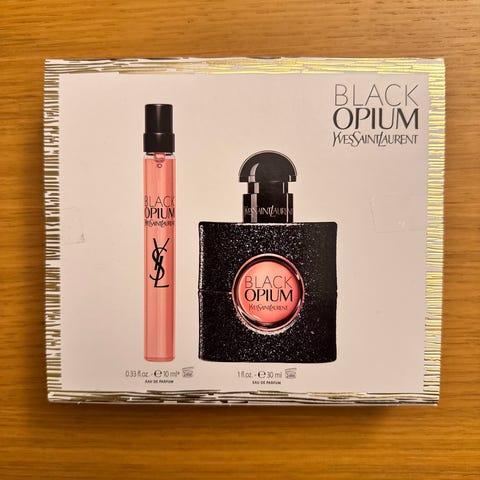 BLACK
OPIUM
YVESSAINTLAURENT
BLACK
OPIUM
YVESSAINTLAURENT
YSL
YVESSAINTLAURENT
BLACK
OPIUM
YVESSAINTLAURENT
0.33 fl.oz. - ℮ 10 ml*
EAU DE PARFUM
1 fl.oz. - ℮ 30 ml
EAU DE PARFUM